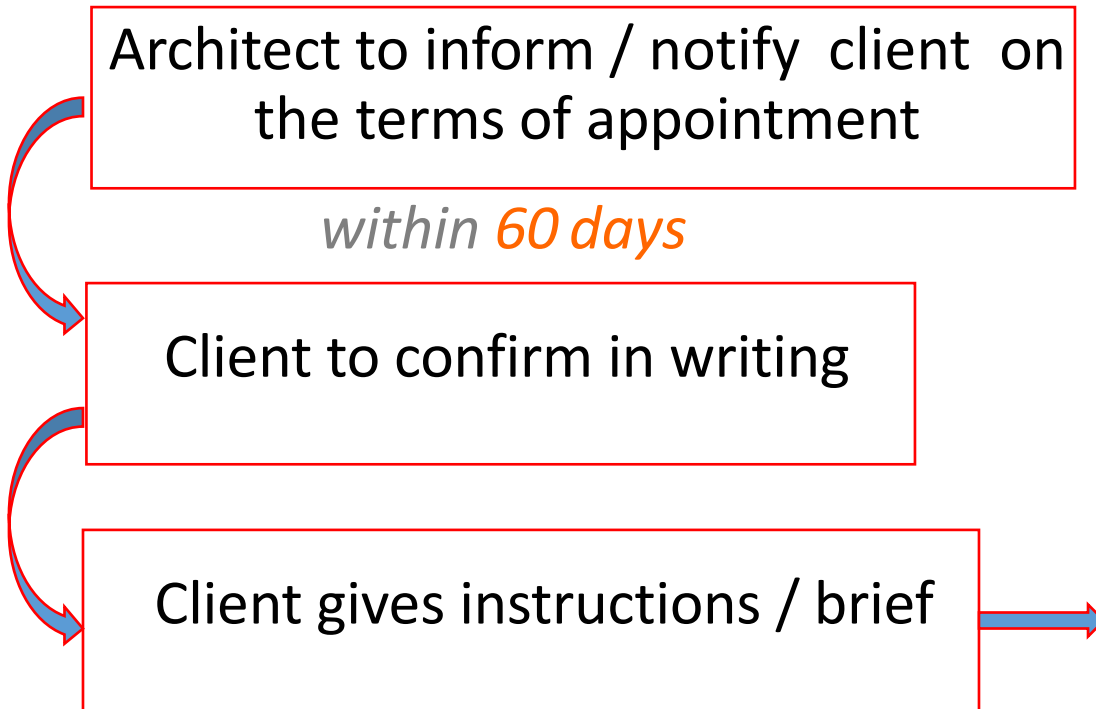 Architect to inform / notify client on
the terms of appointment
within 60 days
Client to confirm in writing
Client gives instructions / brief